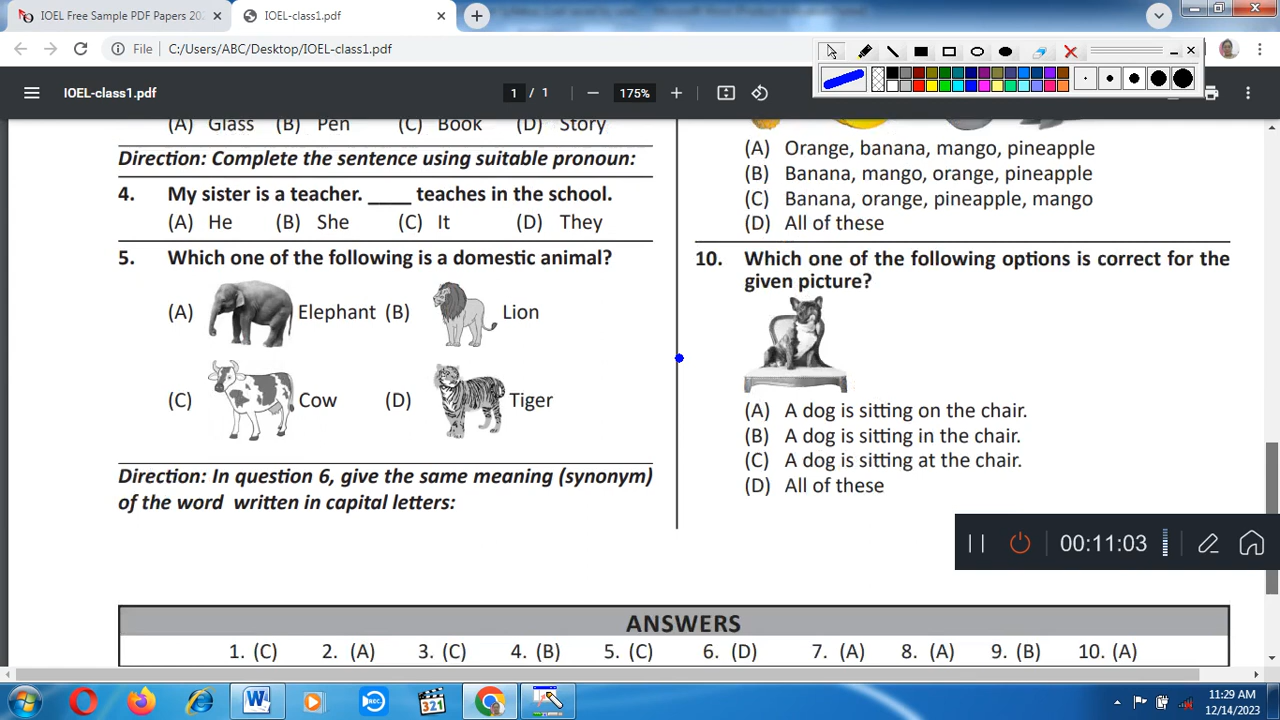 IOEL Free Sample PDF Papers 202
IOEL-class1.pdf
File C:/Users/ABC/Desktop/IOEL-class1.pdf
IOEL-class1.pdf
1 / 1
175%
(A) Glass (B) Pen (C) Book (D) Story
Direction: Complete the sentence using suitable pronoun:
4. My sister is a teacher. ____ teaches in the school.
(A) He (B) She (C) It (D) They
5. Which one of the following is a domestic animal?
(A) Elephant (B) Lion
(C) Cow (D) Tiger
Direction: In question 6, give the same meaning (synonym)
of the word written in capital letters:
(A) Orange, banana, mango, pineapple
(B) Banana, mango, orange, pineapple
(C) Banana, orange, pineapple, mango
(D) All of these
10. Which one of the following options is correct for the
given picture?
(A) A dog is sitting on the chair.
(B) A dog is sitting in the chair.
(C) A dog is sitting at the chair.
(D) All of these
00:11:03
ANSWERS
1. (C) 2. (A) 3. (C) 4. (B) 5. (C) 6. (D) 7. (A) 8. (A) 9. (B) 10. (A)
W
REC
321
11:29 AM
12/14/2023